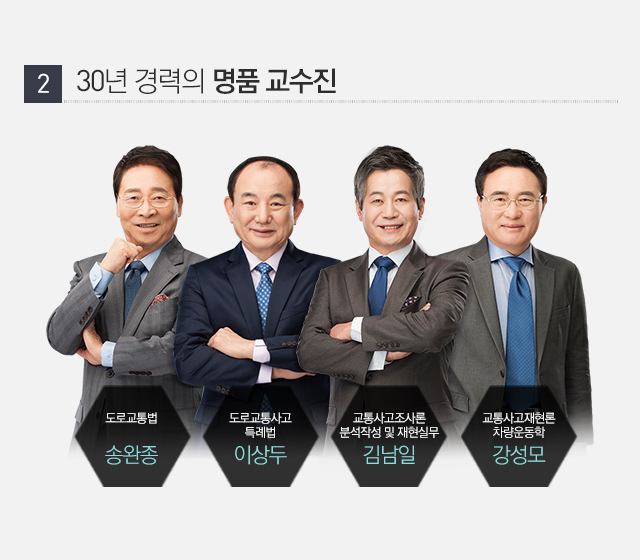 2 30년 경력의 명품 교수진
도로교통법
송완종
도로교통사고
특례법
이상두
교통사고조사론
분석작성 및 재현실무
김남일
교통사고재현론
차량운동학
강성모